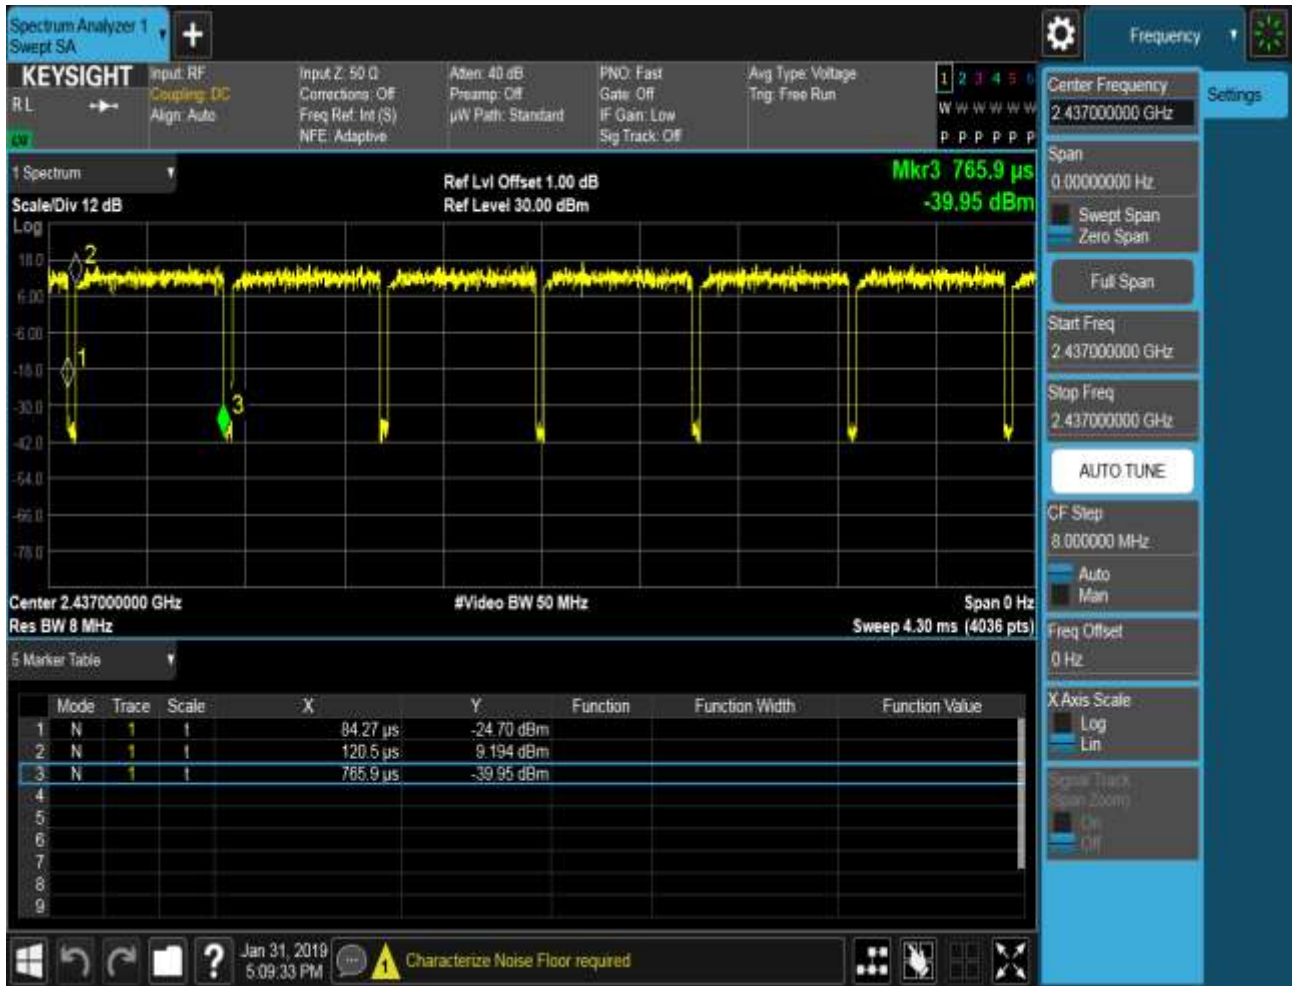 Spectrum Analyzer 1
Swept SA
+
Frequency
KEYSIGHT
R L
Input: RF
Coupling: DC
Align: Auto
Input Z: 50 Ω
Corrections: Off
Freq Ref: Int (S)
NFE: Adaptive
Atten: 40 dB
Preamp: Off
µW Path: Standard
PNO: Fast
Gate: Off
IF Gain: Low
Sig Track: Off
Avg Type: Voltage
Trig: Free Run
1 2 3 4 5 6
W W W W W W
P P P P P P
1 Spectrum
Scale/Div 12 dB
Ref Lvl Offset 1.00 dB
Ref Level 30.00 dBm
Mkr3 765.9 µs
-39.95 dBm
Log
18.0
6.00
-6.00
-18.0
-30.0
-42.0
-54.0
-66.0
-78.0
2
1
3
Center 2.437000000 GHz
#Video BW 50 MHz
Span 0 Hz
Res BW 8 MHz
Sweep 4.30 ms (4036 pts)
5 Marker Table
Mode Trace Scale X Y Function Function Width Function Value
1 N 1 t 84.27 µs -24.70 dBm
2 N 1 t 120.5 µs 9.194 dBm
3 N 1 t 765.9 µs -39.95 dBm
4
5
6
7
8
9
Center Frequency
2.437000000 GHz
Settings
Span
0.00000000 Hz
Swept Span
Zero Span
Full Span
Start Freq
2.437000000 GHz
Stop Freq
2.437000000 GHz
AUTO TUNE
CF Step
8.000000 MHz
Auto
Man
Freq Offset
0 Hz
X Axis Scale
Log
Lin
Signal Track
(Span Zoom)
On
Off
?
Jan 31, 2019
5:09:33 PM
1
Characterize Noise Floor required